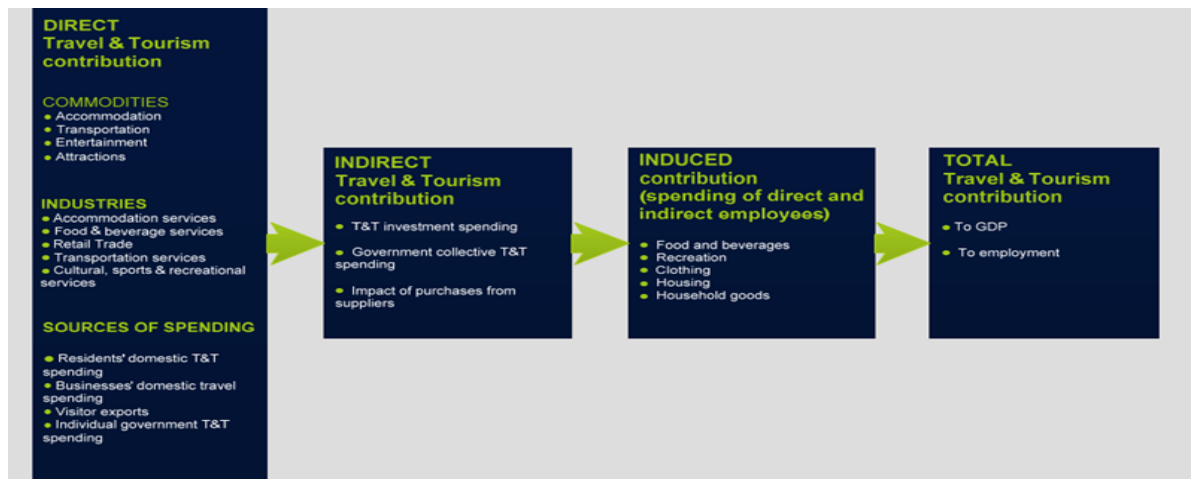 DIRECT
Travel & Tourism
contribution
COMMODITIES
● Accommodation
● Transportation
● Entertainment
● Attractions
INDUSTRIES
● Accommodation services
● Food & beverage services
● Retail Trade
● Transportation services
● Cultural, sports & recreational
services
SOURCES OF SPENDING
● Residents' domestic T&T
spending
● Businesses' domestic travel
spending
● Visitor exports
● Individual government T&T
spending
INDIRECT
Travel & Tourism
contribution
● T&T investment spending
● Government collective T&T
spending
● Impact of purchases from
suppliers
INDUCED
contribution
(spending of direct and
indirect employees)
● Food and beverages
● Recreation
● Clothing
● Housing
● Household goods
TOTAL
Travel & Tourism
contribution
● To GDP
● To employment